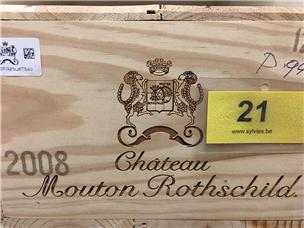 21
www.sylvies.be
2008
Château
Mouton Rothschild.